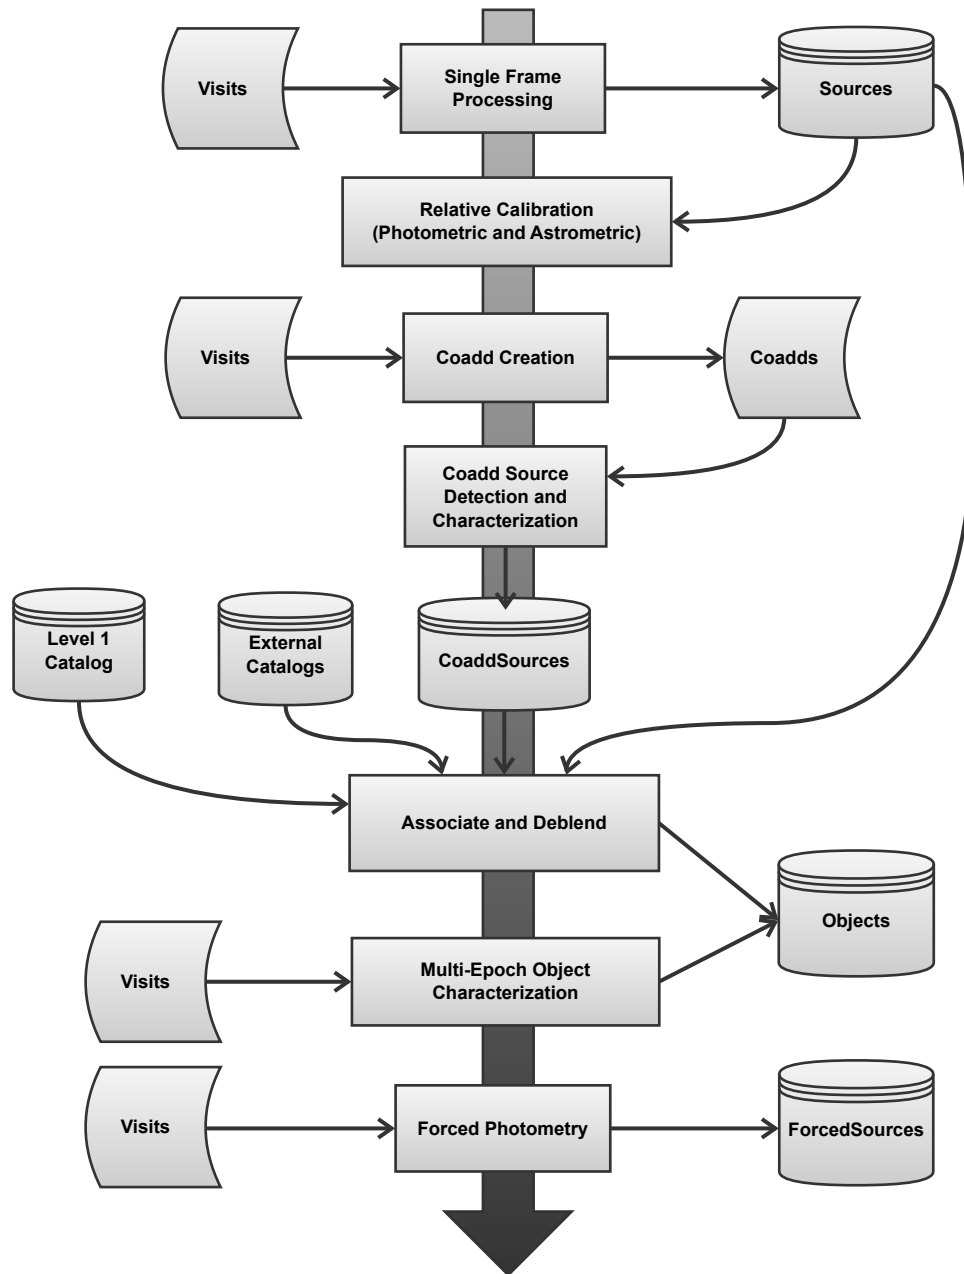 Visits
Single Frame
Processing
Sources
Relative Calibration
(Photometric and Astrometric)
Visits
Coadd Creation
Coadds
Coadd Source
Detection and
Characterization
Level 1
Catalog
External
Catalogs
CoaddSources
Associate and Deblend
Objects
Visits
Multi-Epoch Object
Characterization
Visits
Forced Photometry
ForcedSources